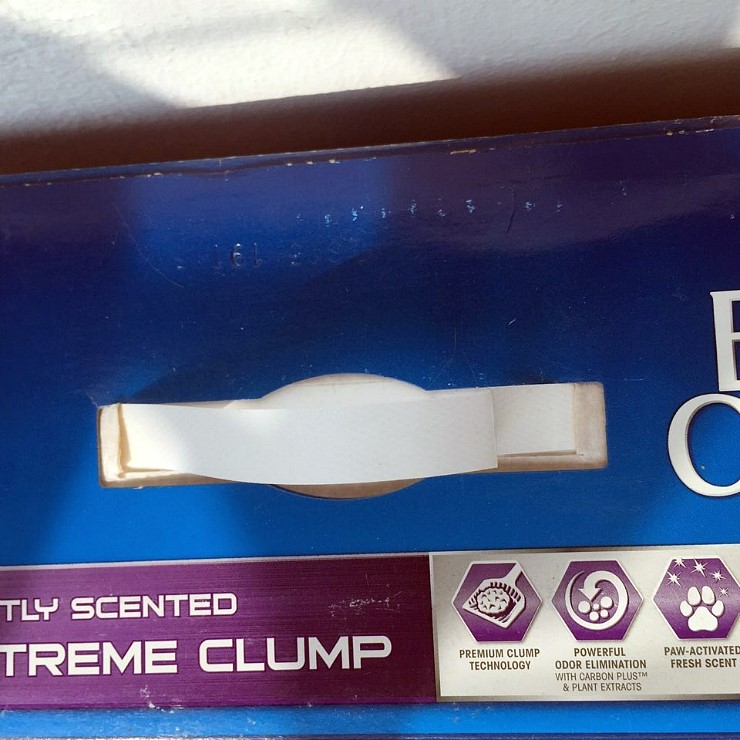 E
O
TLY SCENTED
TREME CLUMP
PREMIUM CLUMP
TECHNOLOGY
POWERFUL
ODOR ELIMINATION
WITH CARBON PLUS™
& PLANT EXTRACTS
PAW-ACTIVATED
FRESH SCENT